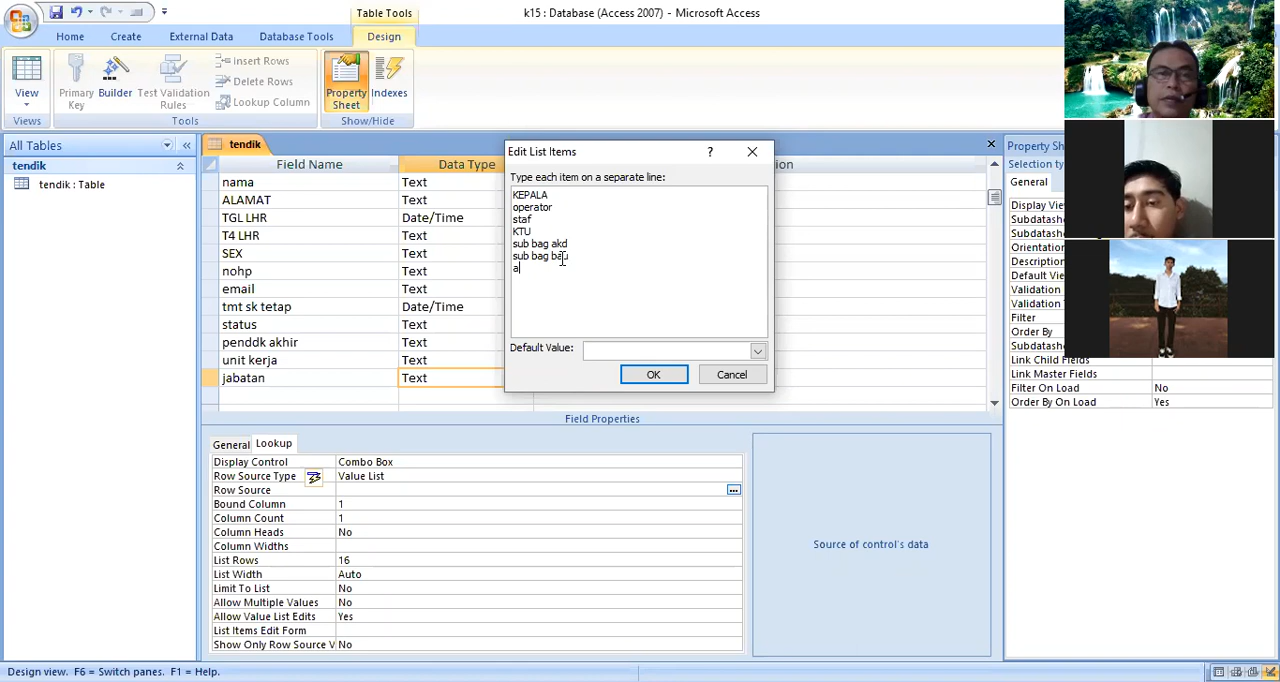 Table Tools
k15 : Database (Access 2007) - Microsoft Access
Home
Create
External Data
Database Tools
Design
View
Primary Key
Builder
Test Validation Rules
Insert Rows
Delete Rows
Lookup Column
Property Sheet
Indexes
Views
Tools
Show/Hide
All Tables
tendik
tendik : Table
tendik
Field Name
Data Type
nama Text
ALAMAT Text
TGL LHR Date/Time
T4 LHR Text
SEX Text
nohp Text
email Text
tmt sk tetap Date/Time
status Text
penddk akhir Text
unit kerja Text
jabatan Text
Edit List Items
?
Type each item on a separate line:
KEPALA
operator
staf
KTU
sub bag akd
sub bag bau
a
Default Value:
OK
Cancel
Property Sh
Selection ty
General
Display Vie
Subdatashe
Subdatashe
Orientation
Description
Default View
Validation
Validation T
Filter
Order By
Subdatashe
Link Child Fields
Link Master Fields
Filter On Load No
Order By On Load Yes
Field Properties
General
Lookup
Display Control Combo Box
Row Source Type Value List
Row Source
Bound Column 1
Column Count 1
Column Heads No
Column Widths
List Rows 16
List Width Auto
Limit To List No
Allow Multiple Values No
Allow Value List Edits Yes
List Items Edit Form
Show Only Row Source V No
Source of control's data
Design view. F6 = Switch panes. F1 = Help.